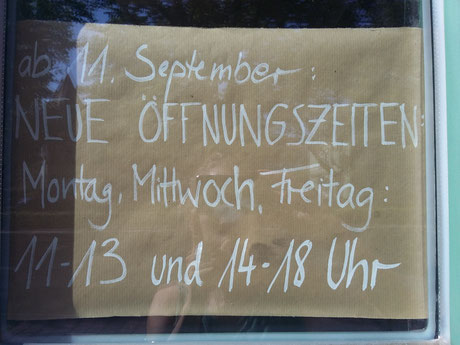 ab 11. September:
NEUE ÖFFNUNGSZEITEN:
Montag, Mittwoch, Freitag:
11-13 und 14-18 Uhr